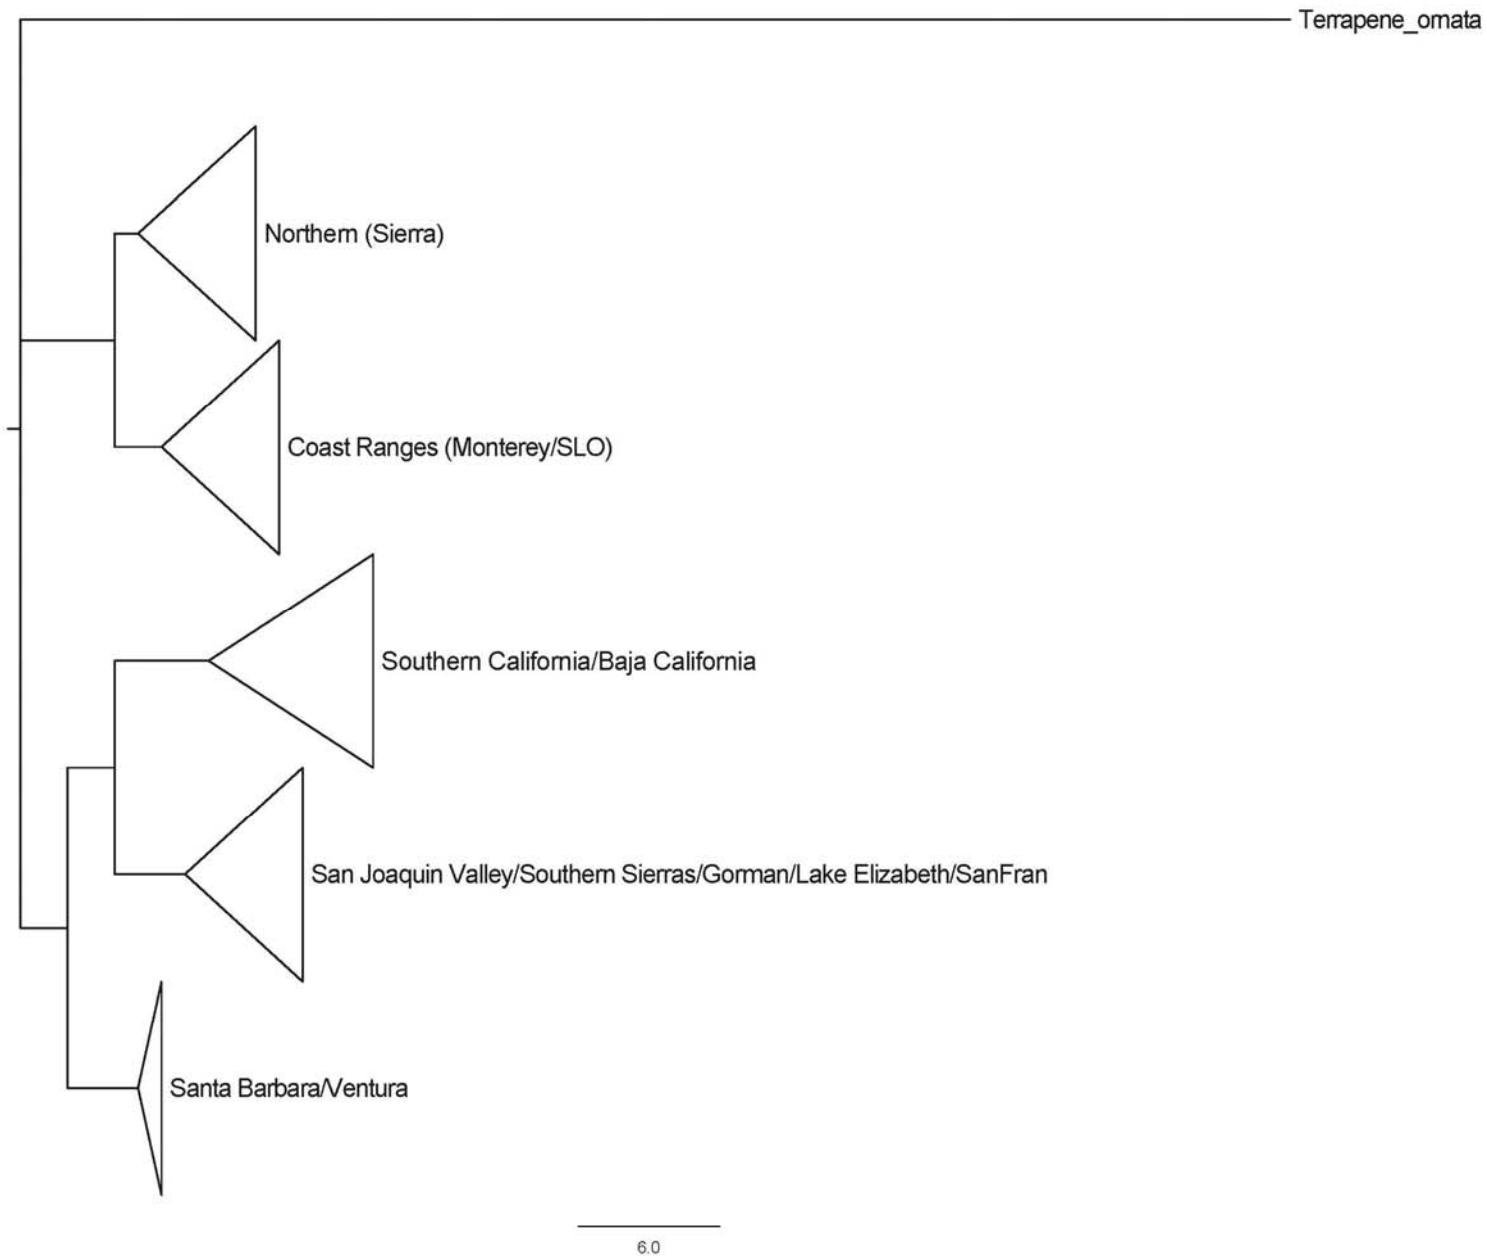 Terrapene_ornata
Northern (Sierra)
Coast Ranges (Monterey/SLO)
Southern California/Baja California
San Joaquin Valley/Southern Sierras/Gorman/Lake Elizabeth/SanFran
Santa Barbara/Ventura
6.0